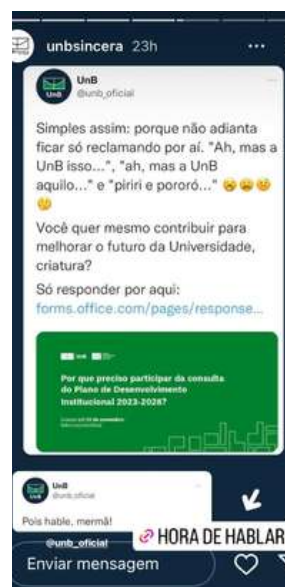 unbsincera 23h
UnB
@unb_oficial
Simples assim: porque não adianta
ficar só reclamando por aí. "Ah, mas a
UnB isso...", "ah, mas a UnB
aquilo..." e "piriri e pororó..."
Você quer mesmo contribuir para
melhorar o futuro da Universidade,
criatura?
Só responder por aqui:
forms.office.com/pages/response...
Por que preciso participar da consulta
do Plano de Desenvolvimento
Institucional 2023-2028?
UnB
@unb_oficial
Pois hable, mermã!
@unb_oficial
HORA DE HABLAR
Enviar mensagem